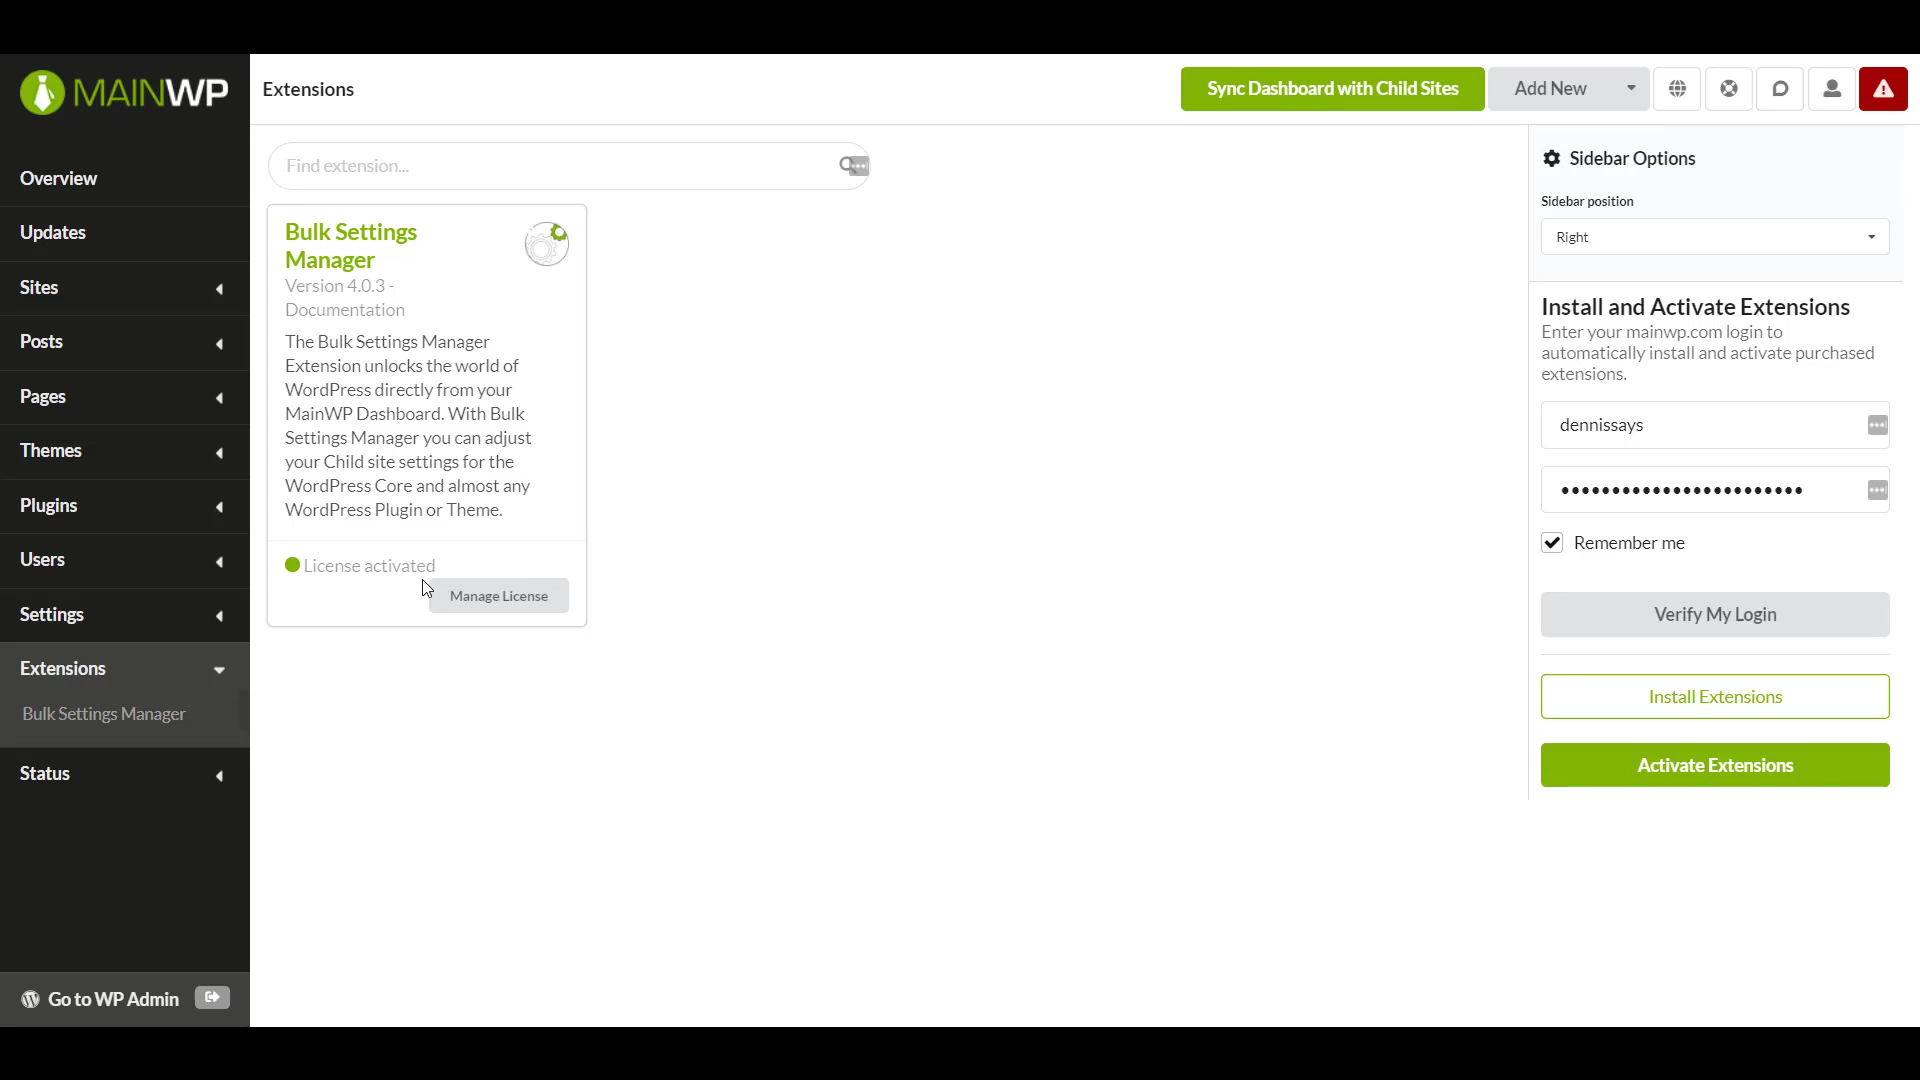 MAINWP
Overview
Updates
Sites
Posts
Pages
Themes
Plugins
Users
Settings
Extensions
Bulk Settings Manager
Status
Go to WP Admin
Extensions
Sync Dashboard with Child Sites
Add New
Find extension...
Bulk Settings
Manager
Version 4.0.3 -
Documentation
The Bulk Settings Manager
Extension unlocks the world of
WordPress directly from your
MainWP Dashboard. With Bulk
Settings Manager you can adjust
your Child site settings for the
WordPress Core and almost any
WordPress Plugin or Theme.
License activated
Manage License
Sidebar Options
Sidebar position
Right
Install and Activate Extensions
Enter your mainwp.com login to
automatically install and activate purchased
extensions.
dennissays
••••••••••••••••••••••••
Remember me
Verify My Login
Install Extensions
Activate Extensions